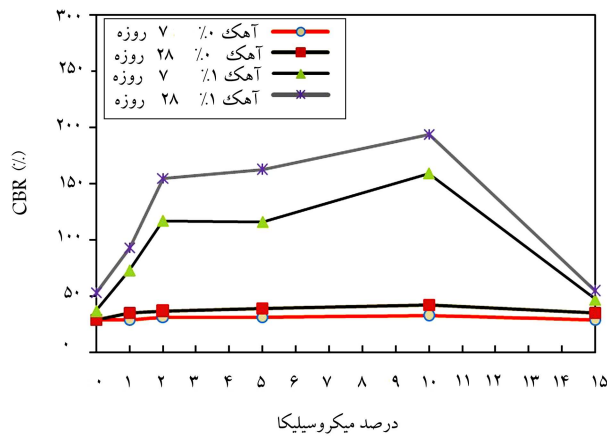 آهک ۰٪ ۷ روزه
آهک ۰٪ ۲۸ روزه
آهک ۱٪ ۷ روزه
آهک ۱٪ ۲۸ روزه
CBR (٪)
۳۰۰
۲۵۰
۲۰۰
۱۵۰
۱۰۰
۵۰
۰
۰ ۱ ۲ ۳ ۴ ۵ ۶ ۷ ۸ ۹ ۱۰ ۱۱ ۱۲ ۱۳ ۱۴ ۱۵
درصد میکروسیلیکا